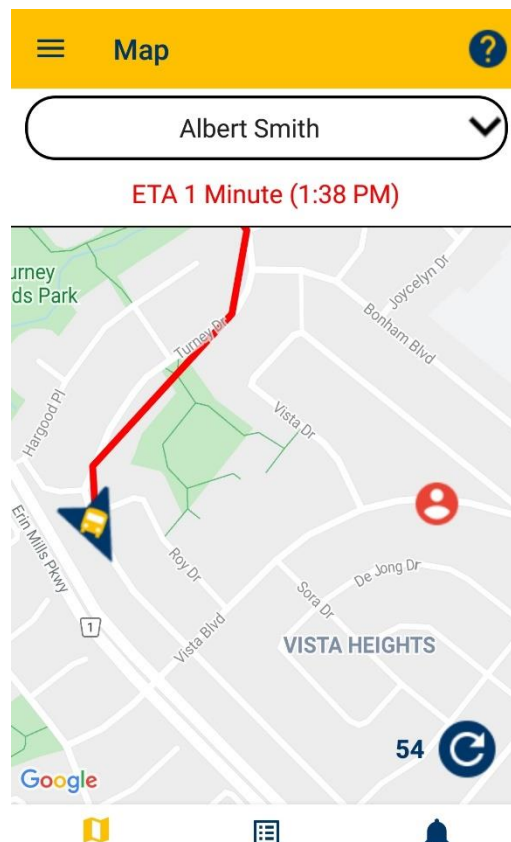 Map
?
Albert Smith
ETA 1 Minute (1:38 PM)
urney
ds Park
Joycelyn Dr
Bonham Blvd
Turney Dr
Hargood Pl
Vista Dr
Erin Mills Pkwy
Roy Dr
De Jong Dr
Sora Dr
1
Vista Blvd
VISTA HEIGHTS
54
Google